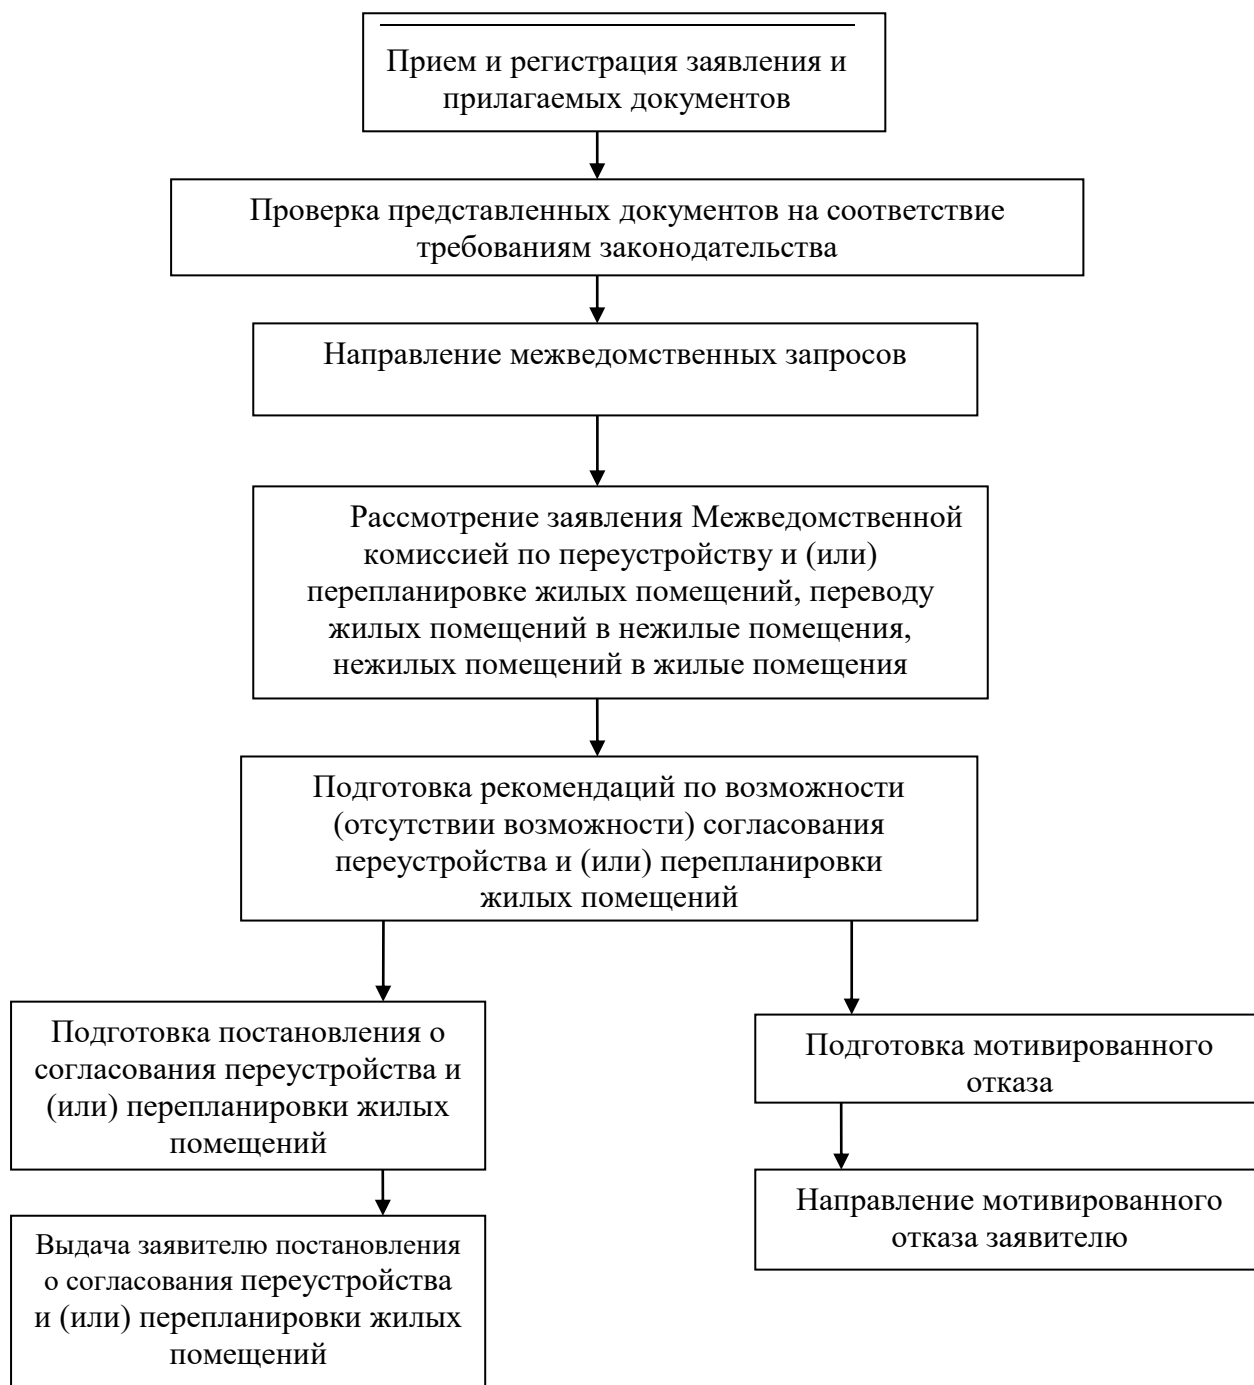 Прием и регистрация заявления и
прилагаемых документов
Проверка представленных документов на соответствие
требованиям законодательства
Направление межведомственных запросов
Рассмотрение заявления Межведомственной
комиссией по переустройству и (или)
перепланировке жилых помещений, переводу
жилых помещений в нежилые помещения,
нежилых помещений в жилые помещения
Подготовка рекомендаций по возможности
(отсутствии возможности) согласования
переустройства и (или) перепланировки
жилых помещений
Подготовка постановления о
согласования переустройства и
(или) перепланировки жилых
помещений
Подготовка мотивированного
отказа
Выдача заявителю постановления
о согласования переустройства
и (или) перепланировки жилых
помещений
Направление мотивированного
отказа заявителю